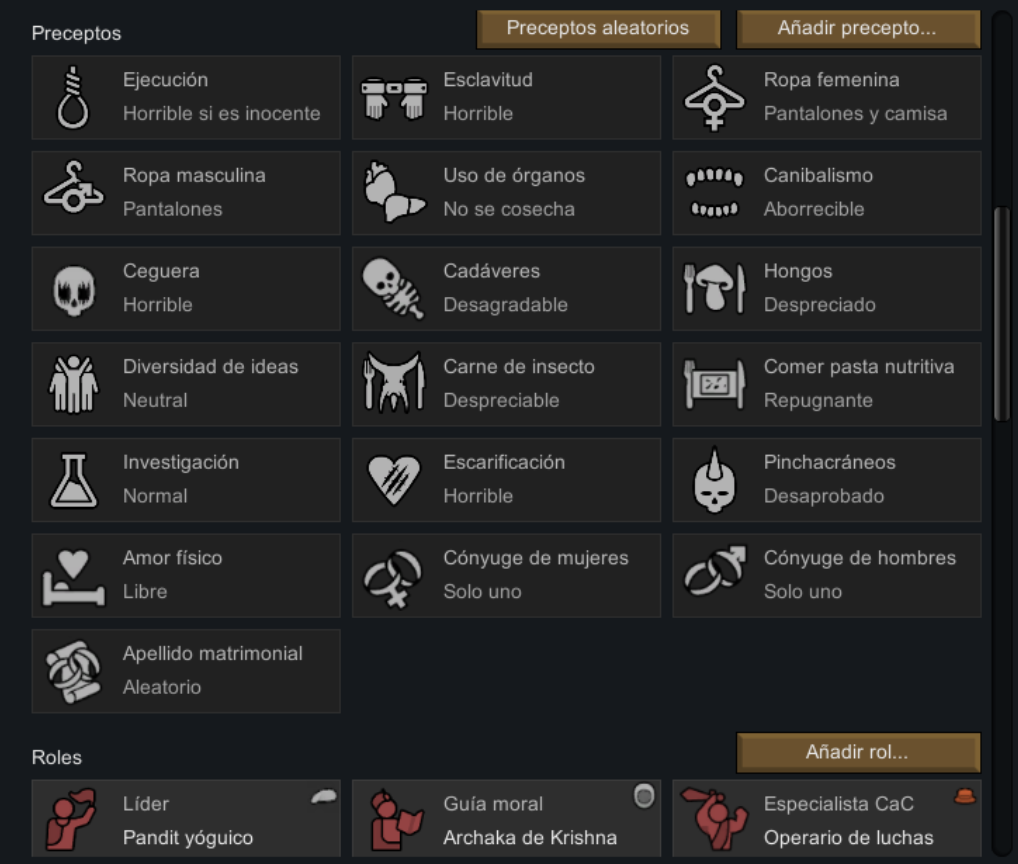 Preceptos
Preceptos aleatorios
Añadir precepto...
Ejecución
Horrible si es inocente
Esclavitud
Horrible
Ropa femenina
Pantalones y camisa
Ropa masculina
Pantalones
Uso de órganos
No se cosecha
Canibalismo
Aborrecible
Ceguera
Horrible
Cadáveres
Desagradable
Hongos
Despreciado
Diversidad de ideas
Neutral
Carne de insecto
Despreciable
Comer pasta nutritiva
Repugnante
Investigación
Normal
Escarificación
Horrible
Pinchacráneos
Desaprobado
Amor físico
Libre
Cónyuge de mujeres
Solo uno
Cónyuge de hombres
Solo uno
Apellido matrimonial
Aleatorio
Roles
Añadir rol...
Líder
Pandit yóguico
Guía moral
Archaka de Krishna
Especialista CaC
Operario de luchas